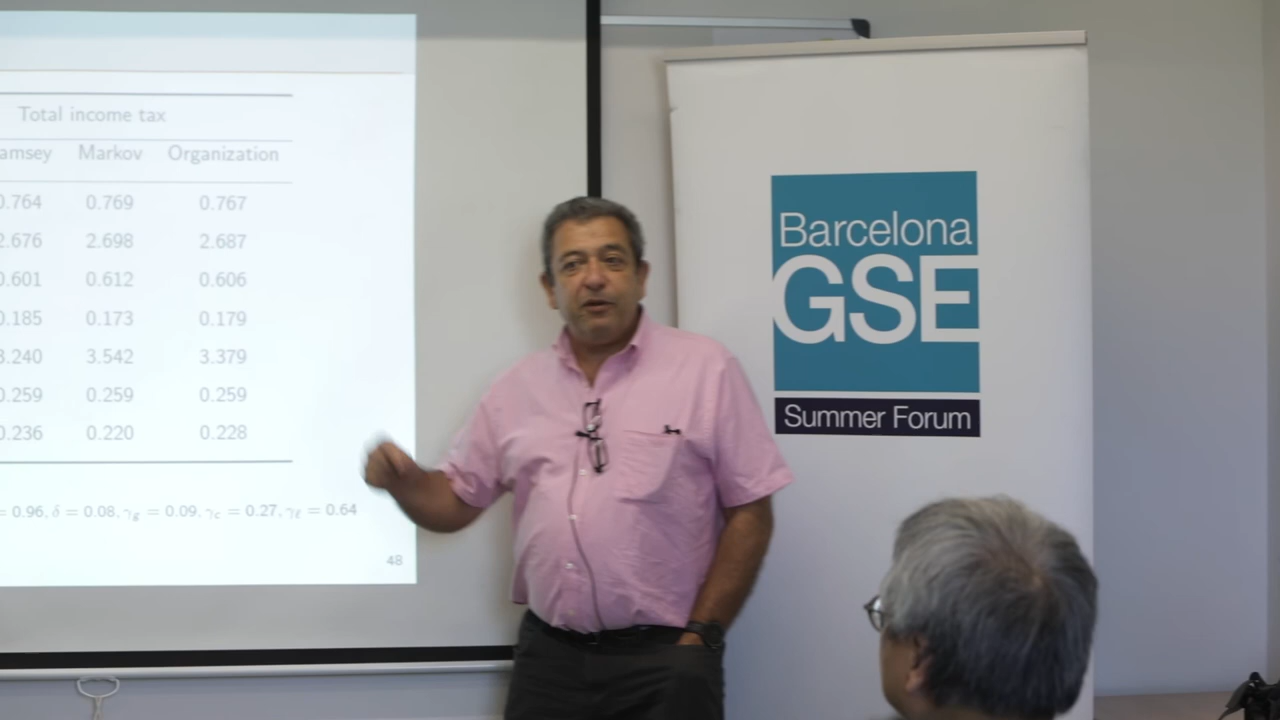 Total income tax
amsey Markov Organization
0.764 0.769 0.767
2.676 2.698 2.687
0.601 0.612 0.606
0.185 0.173 0.179
3.240 3.542 3.379
0.259 0.259 0.259
0.236 0.220 0.228
= 0.96, δ = 0.08, γg = 0.09, γc = 0.27, γℓ = 0.64
48
Barcelona
GSE
Summer Forum